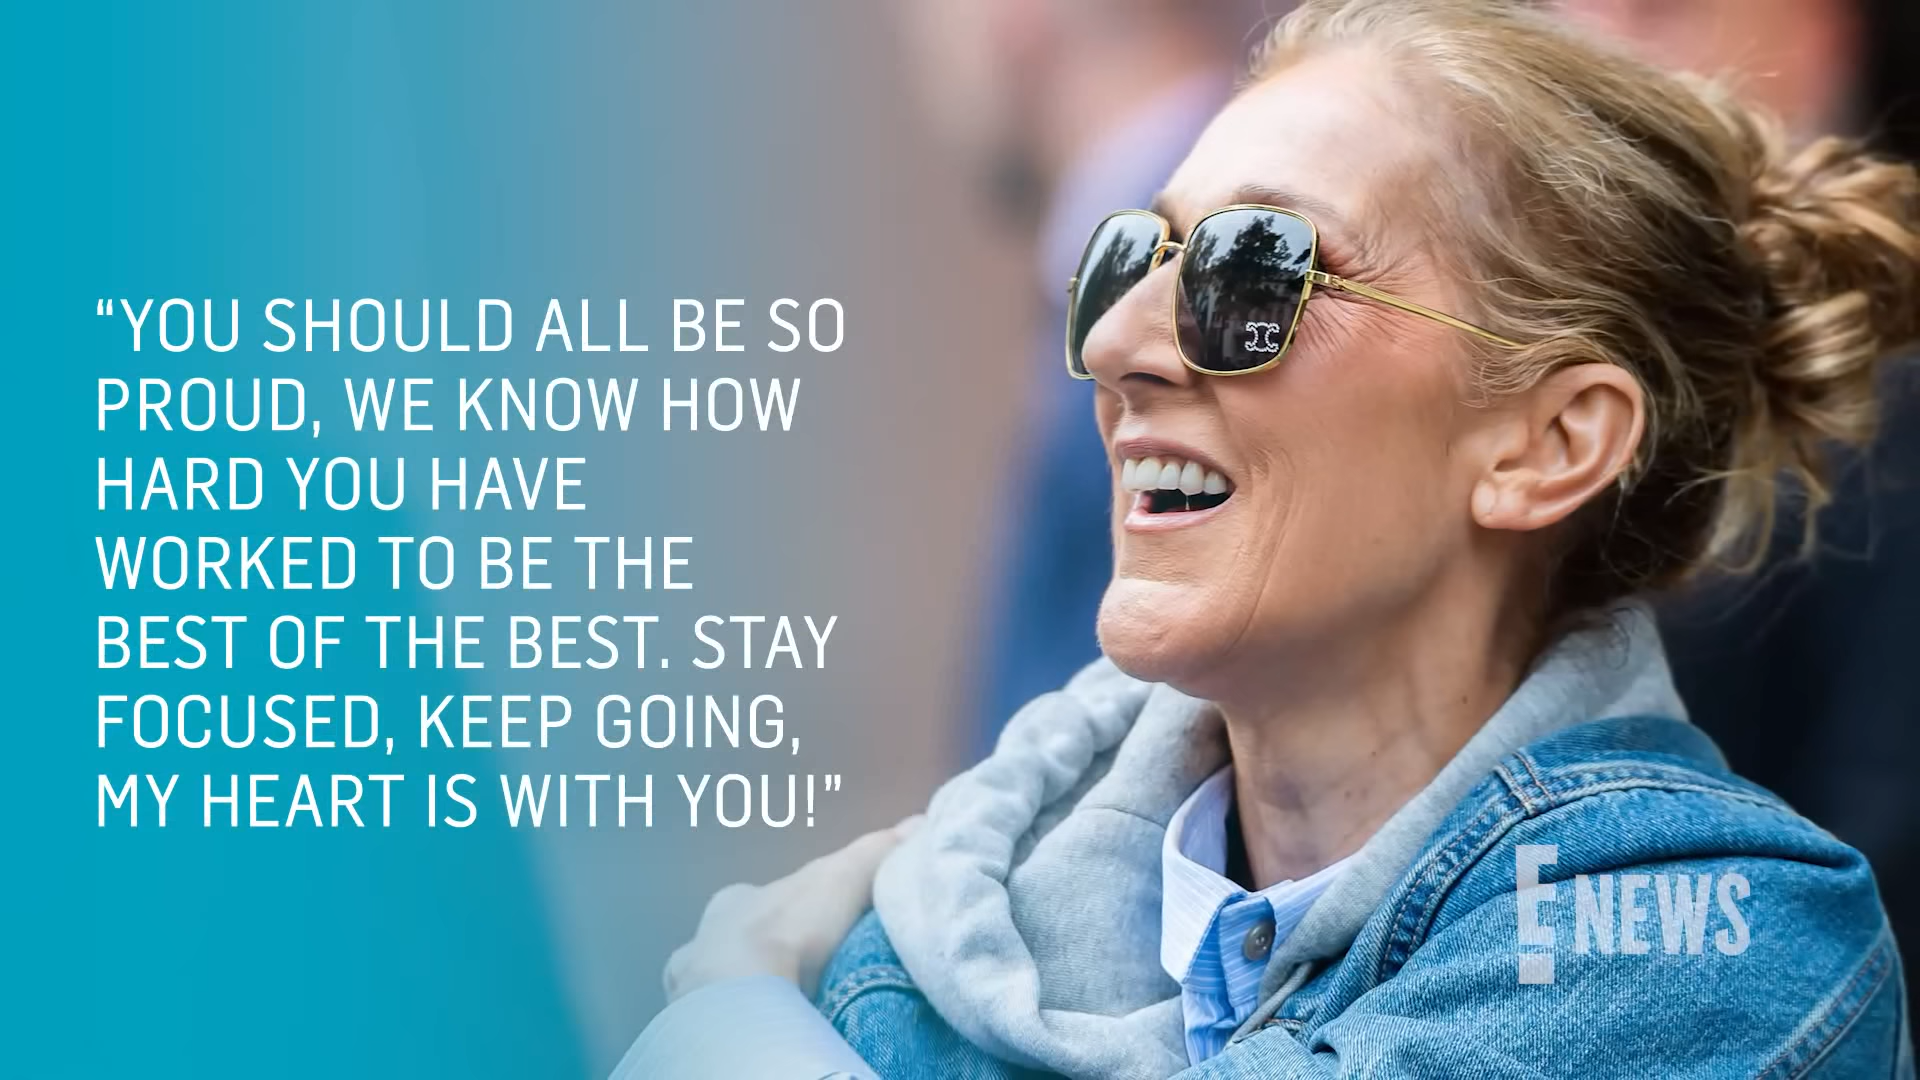 “YOU SHOULD ALL BE SO
PROUD, WE KNOW HOW
HARD YOU HAVE
WORKED TO BE THE
BEST OF THE BEST. STAY
FOCUSED, KEEP GOING,
MY HEART IS WITH YOU!”
E NEWS